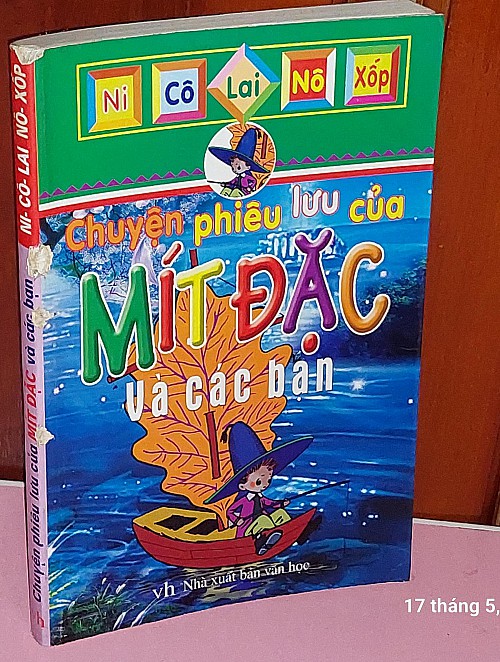 Ni Cô Lai Nô Xốp
Chuyện phiêu lưu của
MÍT ĐẶC
và các bạn
vh Nhà xuất bản văn học
NI- CÔ- LAI NÔ- XỐP
Chuyện phiêu lưu của MÍT ĐẶC và các bạn
h
17 tháng 5,